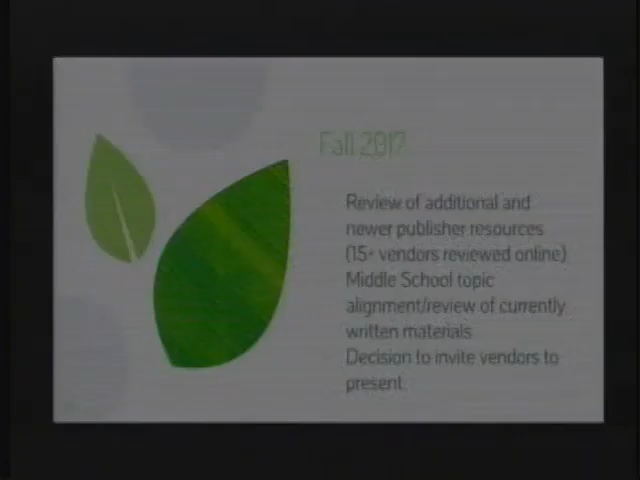 Fall 2017
Review of additional and
newer publisher resources
(15+ vendors reviewed online)
Middle School topic
alignment/review of currently
written materials
Decision to invite vendors to
present